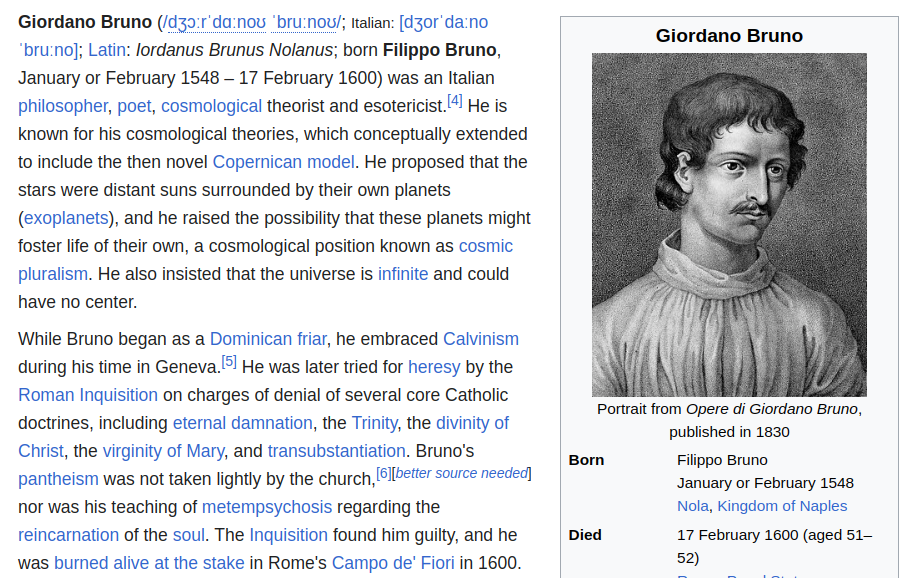 Giordano Bruno (/dʒɔːrˈdɑːnoʊ ˈbruːnoʊ/; Italian: [dʒorˈdaːno
ˈbruːno]; Latin: Iordanus Brunus Nolanus; born Filippo Bruno,
January or February 1548 – 17 February 1600) was an Italian
philosopher, poet, cosmological theorist and esotericist.[4] He is
known for his cosmological theories, which conceptually extended
to include the then novel Copernican model. He proposed that the
stars were distant suns surrounded by their own planets
(exoplanets), and he raised the possibility that these planets might
foster life of their own, a cosmological position known as cosmic
pluralism. He also insisted that the universe is infinite and could
have no center.
While Bruno began as a Dominican friar, he embraced Calvinism
during his time in Geneva.[5] He was later tried for heresy by the
Roman Inquisition on charges of denial of several core Catholic
doctrines, including eternal damnation, the Trinity, the divinity of
Christ, the virginity of Mary, and transubstantiation. Bruno's
pantheism was not taken lightly by the church,[6][better source needed]
nor was his teaching of metempsychosis regarding the
reincarnation of the soul. The Inquisition found him guilty, and he
was burned alive at the stake in Rome's Campo de' Fiori in 1600.
Giordano Bruno
Portrait from Opere di Giordano Bruno,
published in 1830
Born Filippo Bruno
January or February 1548
Nola, Kingdom of Naples
Died 17 February 1600 (aged 51–
52)